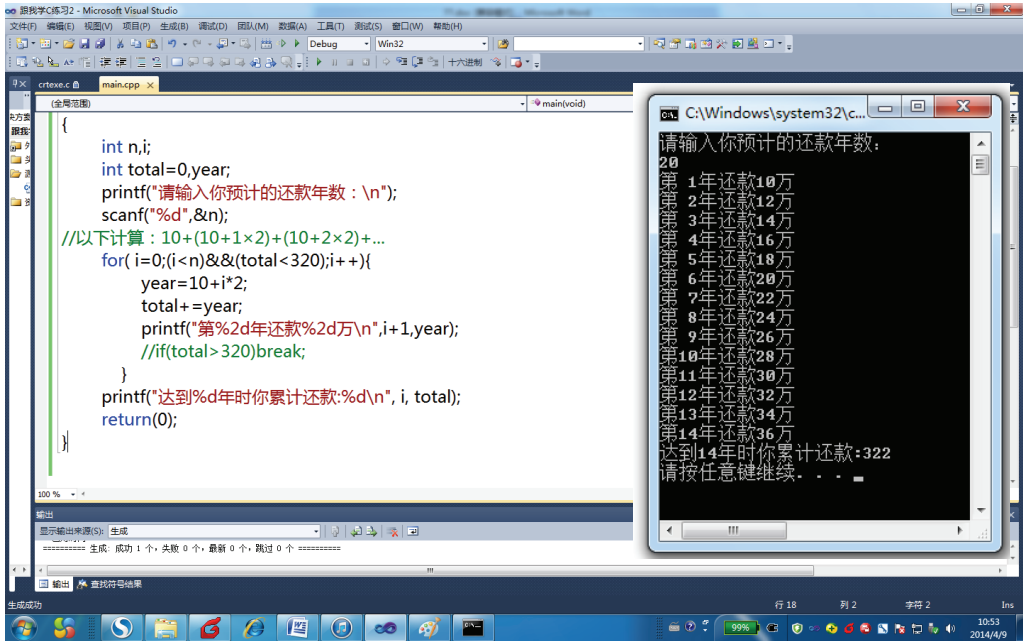 跟我学C练习2 - Microsoft Visual Studio
文件(F) 编辑(E) 视图(V) 项目(P) 生成(B) 调试(D) 团队(M) 数据(A) 工具(T) 测试(S) 窗口(W) 帮助(H)
Debug Win32
十六进制
crtexe.c main.cpp
(全局范围) main(void)
{
int n,i;
int total=0,year;
printf("请输入你预计的还款年数：\n");
scanf("%d",&n);
//以下计算：10+(10+1×2)+(10+2×2)+...
for( i=0;(i<n)&&(total<320);i++){
year=10+i*2;
total+=year;
printf("第%2d年还款%2d万\n",i+1,year);
//if(total>320)break;
}
printf("达到%d年时你累计还款:%d\n", i, total);
return(0);
}
100 %
输出
显示输出来源(S): 生成
========== 生成: 成功 1 个，失败 0 个，最新 0 个，跳过 0 个 ==========
输出 查找符号结果
生成成功 行 18 列 2 字符 2 Ins
99% 10:53
2014/4/9
C:\Windows\system32\c...
请输入你预计的还款年数：
20
第 1年还款10万
第 2年还款12万
第 3年还款14万
第 4年还款16万
第 5年还款18万
第 6年还款20万
第 7年还款22万
第 8年还款24万
第 9年还款26万
第10年还款28万
第11年还款30万
第12年还款32万
第13年还款34万
第14年还款36万
达到14年时你累计还款:322
请按任意键继续. . .